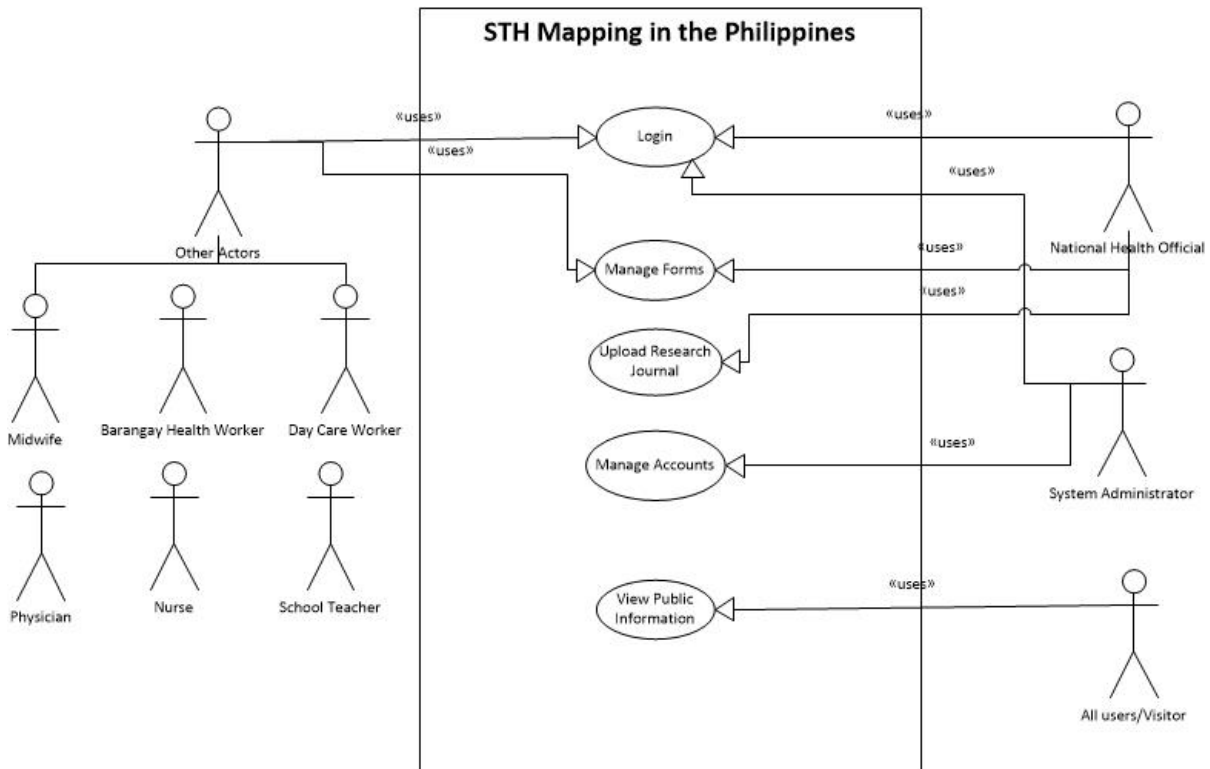 STH Mapping in the Philippines
«uses»
«uses»
Login
«uses»
«uses»
Other Actors
National Health Official
Manage Forms
«uses»
«uses»
Upload Research
Journal
Midwife
Barangay Health Worker
Day Care Worker
Manage Accounts
«uses»
System Administrator
Physician
Nurse
School Teacher
View Public
Information
«uses»
All users/Visitor